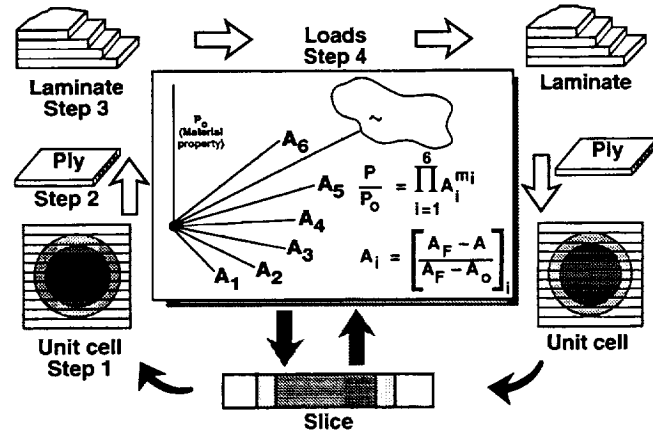 Loads
Step 4
Laminate
Step 3
Laminate
Ply
Step 2
Ply
P₀
(Material
property)
A₆
A₅
A₄
A₃
A₂
A₁
~
P/P₀ = ∏_{i=1}^{6} A_i^{m_i}
A_i = [(A_F − A)/(A_F − A_o)]_i
Unit cell
Step 1
Unit cell
Slice